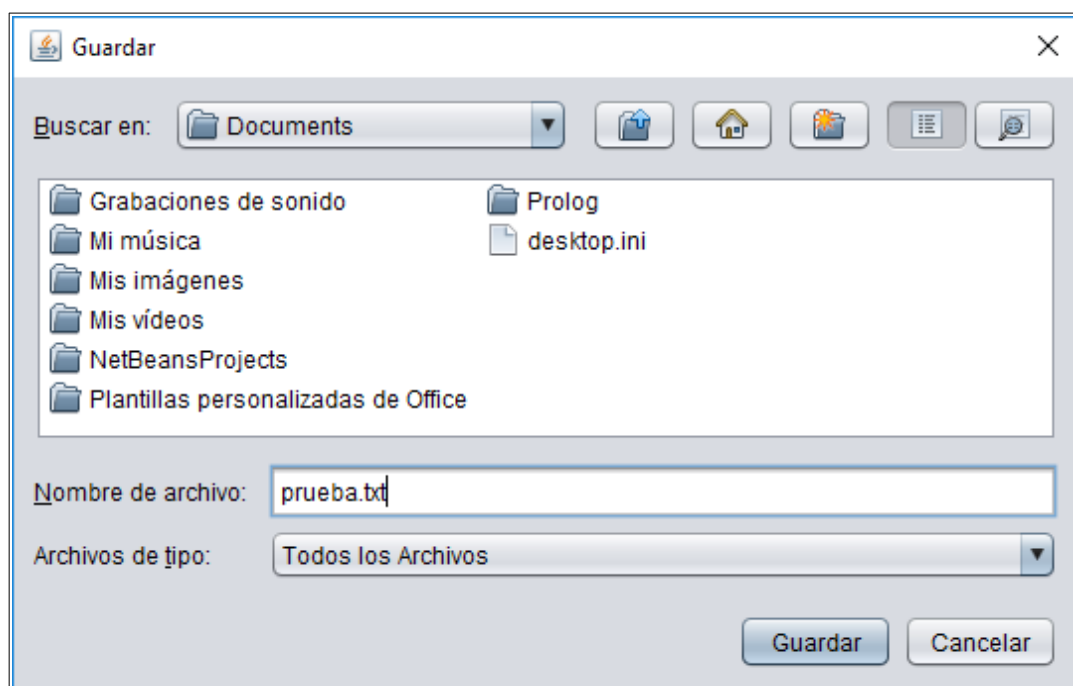 Guardar
Buscar en: Documents
Grabaciones de sonido
Mi música
Mis imágenes
Mis vídeos
NetBeansProjects
Plantillas personalizadas de Office
Prolog
desktop.ini
Nombre de archivo: prueba.txt
Archivos de tipo: Todos los Archivos
Guardar Cancelar